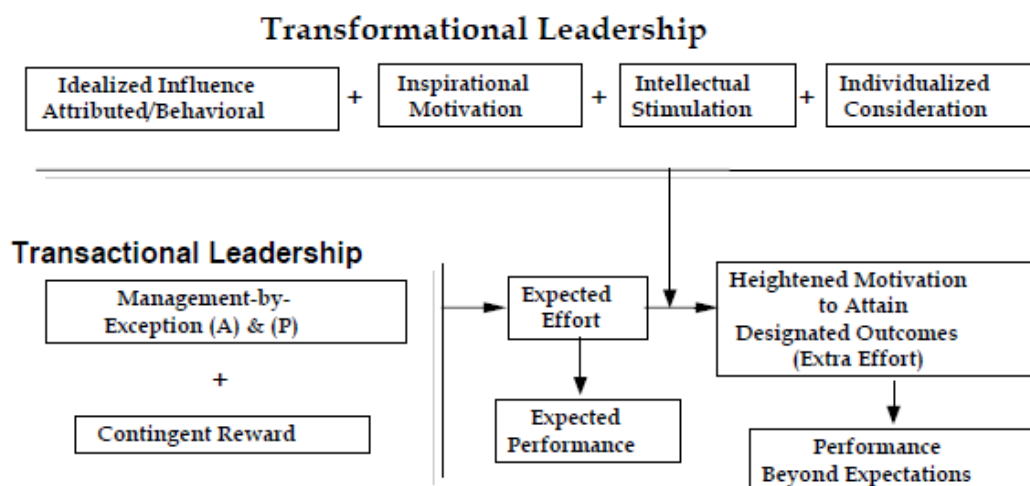 Transformational Leadership
Idealized Influence
Attributed/Behavioral
+
Inspirational
Motivation
+
Intellectual
Stimulation
+
Individualized
Consideration
Transactional Leadership
Management-by-
Exception (A) & (P)
+
Contingent Reward
Expected
Effort
Expected
Performance
Heightened Motivation
to Attain
Designated Outcomes
(Extra Effort)
Performance
Beyond Expectations